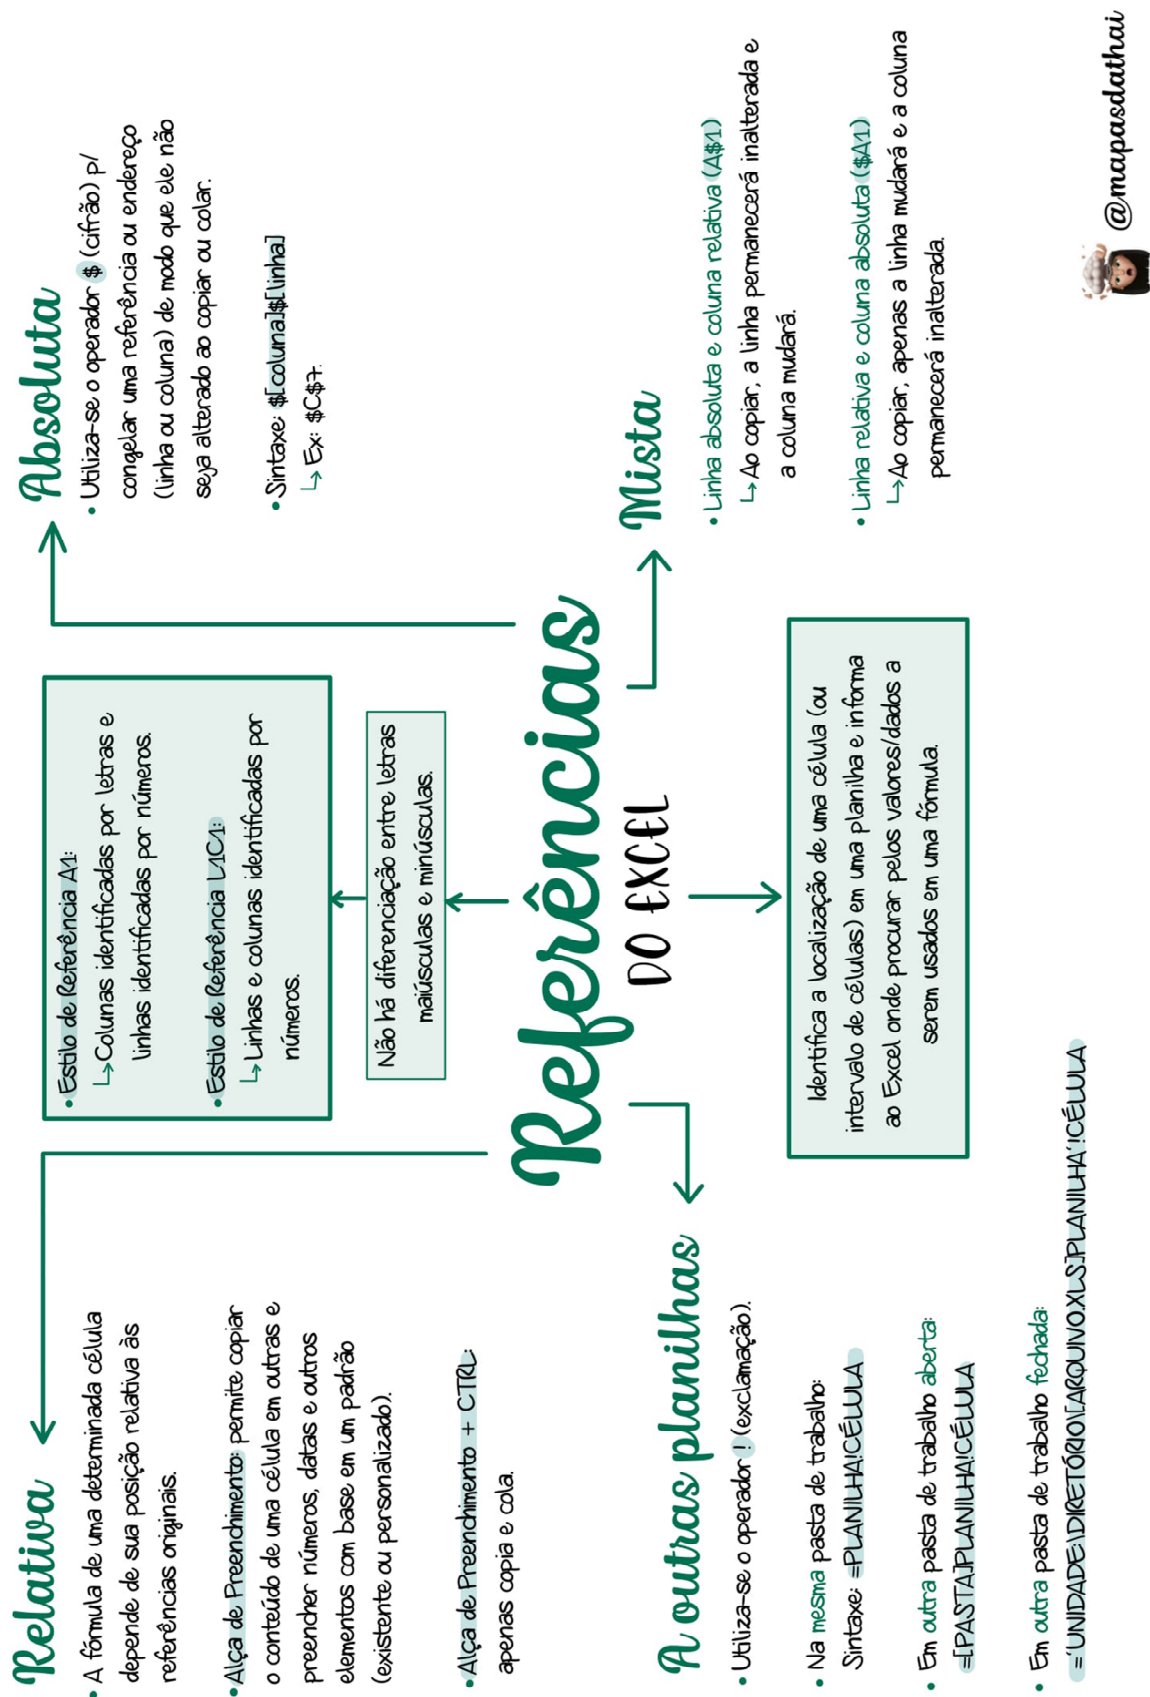 Relativa
• A fórmula de uma determinada célula
depende de sua posição relativa às
referências originais.
• Alça de Preenchimento: permite copiar
o conteúdo de uma célula em outras e
preencher números, datas e outros
elementos com base em um padrão
(existente ou personalizado).
• Alça de Preenchimento + CTRL:
apenas copia e cola.
• Estilo de Referência A1:
↳ Colunas identificadas por letras e
linhas identificadas por números.
• Estilo de Referência L1C1:
↳ Linhas e colunas identificadas por
números.
Não há diferenciação entre letras
maiúsculas e minúsculas.
Absoluta
• Utiliza-se o operador $ (cifrão) p/
congelar uma referência ou endereço
(linha ou coluna) de modo que ele não
seja alterado ao copiar ou colar.
• Sintaxe: $[coluna]$[linha]
↳ Ex: $C$7.
Referências
DO EXCEL
A outras planilhas
• Utiliza-se o operador ! (exclamação).
• Na mesma pasta de trabalho:
Sintaxe: =PLANILHA!CÉLULA
• Em outra pasta de trabalho aberta:
=[PASTA]PLANILHA!CÉLULA
• Em outra pasta de trabalho fechada:
='UNIDADE:\DIRETÓRIO\[ARQUIVO.XLS]PLANILHA'!CÉLULA
Identifica a localização de uma célula (ou
intervalo de células) em uma planilha e informa
ao Excel onde procurar pelos valores/dados a
serem usados em uma fórmula.
Mista
• Linha absoluta e coluna relativa (A$1)
↳ Ao copiar, a linha permanecerá inalterada e
a coluna mudará.
• Linha relativa e coluna absoluta ($A1)
↳ Ao copiar, apenas a linha mudará e a coluna
permanecerá inalterada.
@mapasdathai